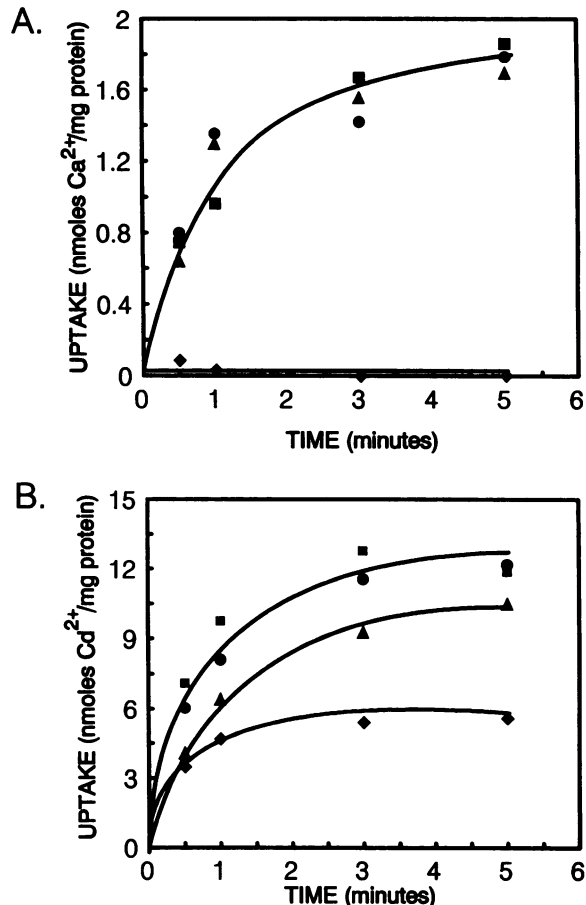 A.
UPTAKE (nmoles Ca²⁺/mg protein)
2
1.6
1.2
0.8
0.4
0
0 1 2 3 4 5 6
TIME (minutes)
B.
UPTAKE (nmoles Cd²⁺/mg protein)
15
12
9
6
3
0
0 1 2 3 4 5 6
TIME (minutes)